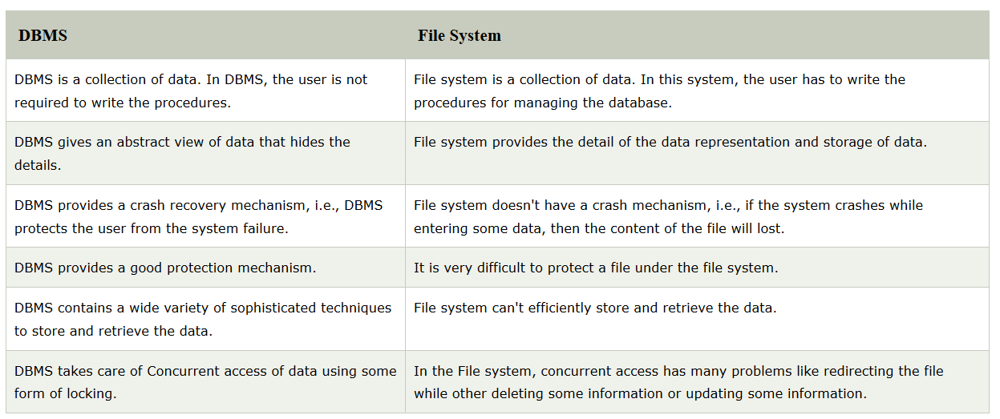 DBMS File System
DBMS is a collection of data. In DBMS, the user is not
required to write the procedures.
File system is a collection of data. In this system, the user has to write the
procedures for managing the database.
DBMS gives an abstract view of data that hides the
details.
File system provides the detail of the data representation and storage of data.
DBMS provides a crash recovery mechanism, i.e., DBMS
protects the user from the system failure.
File system doesn't have a crash mechanism, i.e., if the system crashes while
entering some data, then the content of the file will lost.
DBMS provides a good protection mechanism.
It is very difficult to protect a file under the file system.
DBMS contains a wide variety of sophisticated techniques
to store and retrieve the data.
File system can't efficiently store and retrieve the data.
DBMS takes care of Concurrent access of data using some
form of locking.
In the File system, concurrent access has many problems like redirecting the file
while other deleting some information or updating some information.